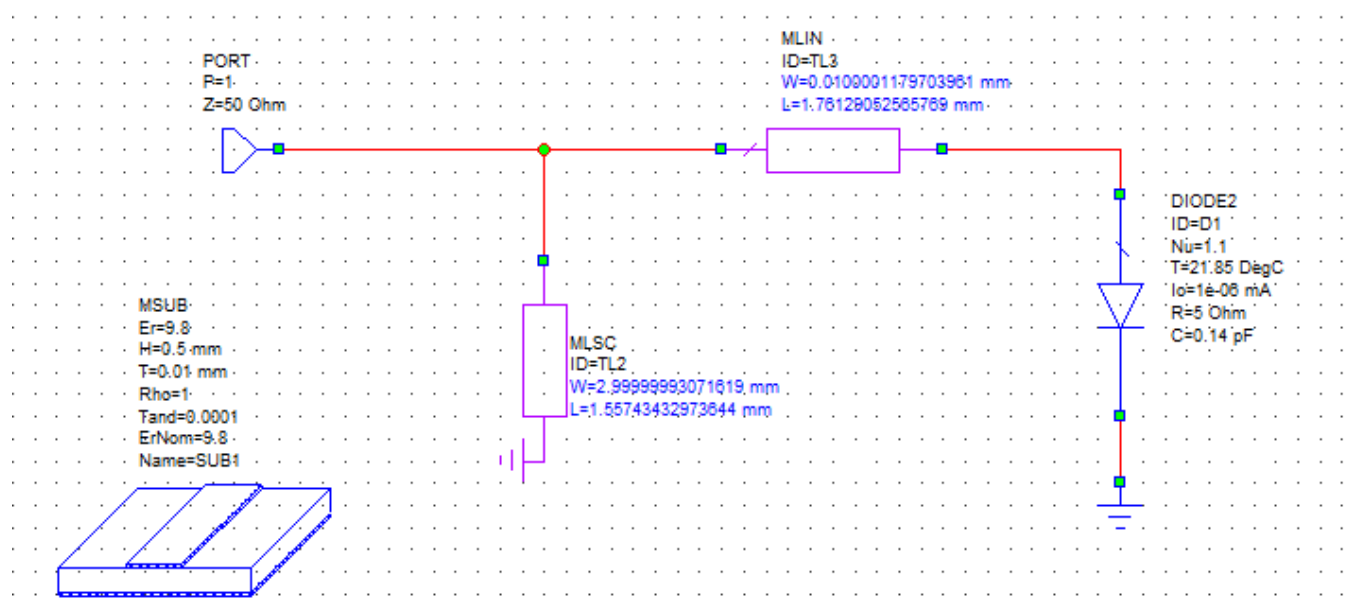 MLIN
ID=TL3
W=0.0100001179703961 mm
L=1.76129052565769 mm
PORT
P=1
Z=50 Ohm
DIODE2
ID=D1
Nu=1.1
T=21.85 DegC
Io=1e-06 mA
R=5 Ohm
C=0.14 pF
MSUB
Er=9.8
H=0.5 mm
T=0.01 mm
Rho=1
Tand=0.0001
ErNom=9.8
Name=SUB1
MLSC
ID=TL2
W=2.99999993071619 mm
L=1.55743432973644 mm